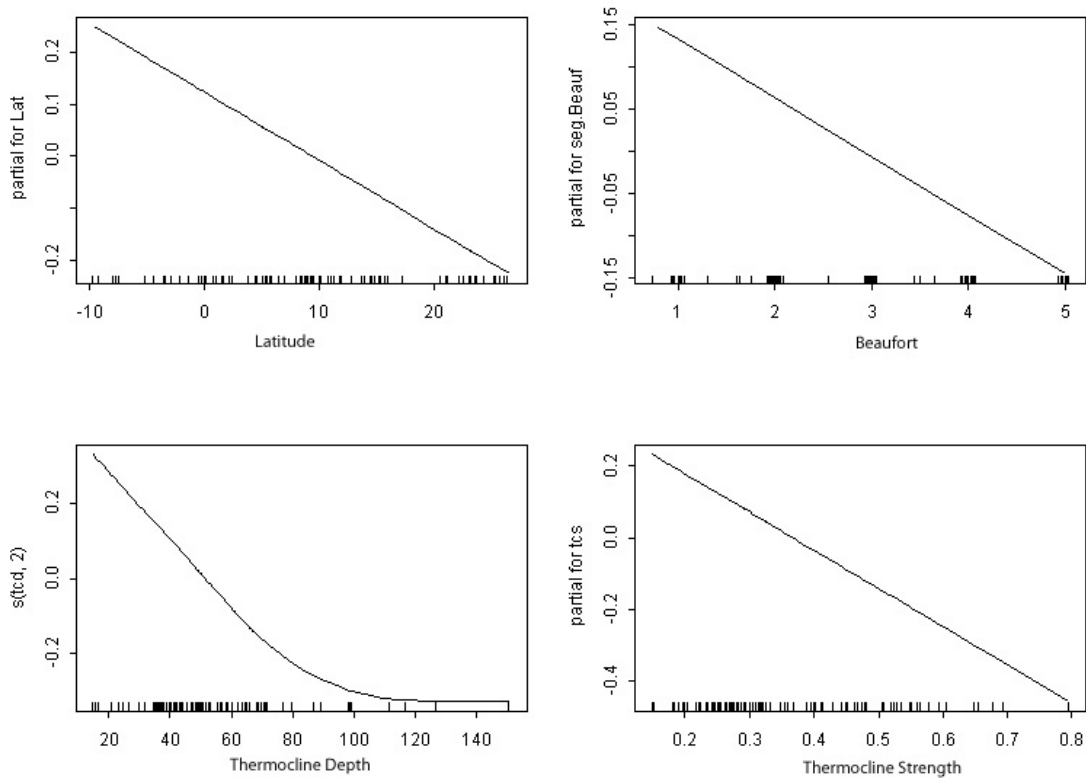 partial for Lat
0.2
0.1
0.0
-0.2
-10 0 10 20
Latitude
partial for seg.Beauf
0.15
0.05
-0.05
-0.15
1 2 3 4 5
Beaufort
s(tcd, 2)
0.2
0.0
-0.2
20 40 60 80 100 120 140
Thermocline Depth
partial for tcs
0.2
0.0
-0.2
-0.4
0.2 0.3 0.4 0.5 0.6 0.7 0.8
Thermocline Strength